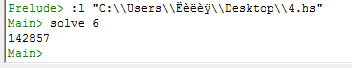 Prelude> :l "C:\\Users\\Ëèëèÿ\\Desktop\\4.hs"
Main> solve 6
142857
Main>